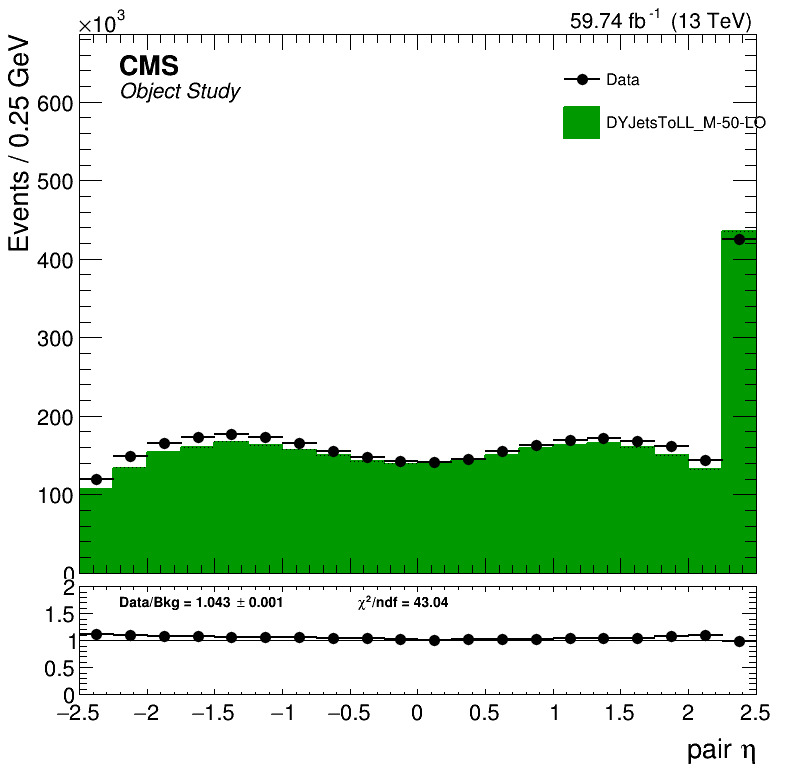 ×10³
59.74 fb⁻¹ (13 TeV)
CMS
Object Study
Data
DYJetsToLL_M-50-LO
Events / 0.25 GeV
600
500
400
300
200
100
0
2
1.5
1
0.5
0
Data/Bkg = 1.043 ± 0.001
χ²/ndf = 43.04
−2.5 −2 −1.5 −1 −0.5 0 0.5 1 1.5 2 2.5
pair η